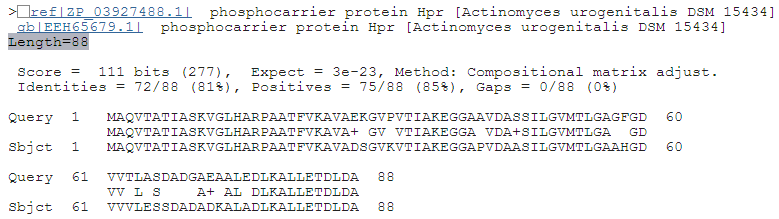 >ref|ZP_03927488.1|  phosphocarrier protein Hpr [Actinomyces urogenitalis DSM 15434]
 gb|EEH65679.1|  phosphocarrier protein Hpr [Actinomyces urogenitalis DSM 15434]
Length=88
 Score =  111 bits (277),  Expect = 3e-23, Method: Compositional matrix adjust.
 Identities = 72/88 (81%), Positives = 75/88 (85%), Gaps = 0/88 (0%)
Query  1   MAQVTATIASKVGLHARPAATFVKAVAEKGVPVTIAKEGGAAVDASSILGVMTLGAGFGD  60
           MAQVTATIASKVGLHARPAATFVKAVA+ GV VTIAKEGGA VDA+SILGVMTLGA  GD
Sbjct  1   MAQVTATIASKVGLHARPAATFVKAVADSGVKVTIAKEGGAPVDAASILGVMTLGAAHGD  60
Query  61  VVTLASDADGAEAALEDLKALLETDLDA  88
           VV L S    A+ AL DLKALLETDLDA
Sbjct  61  VVVLESSDADADKALADLKALLETDLDA  88